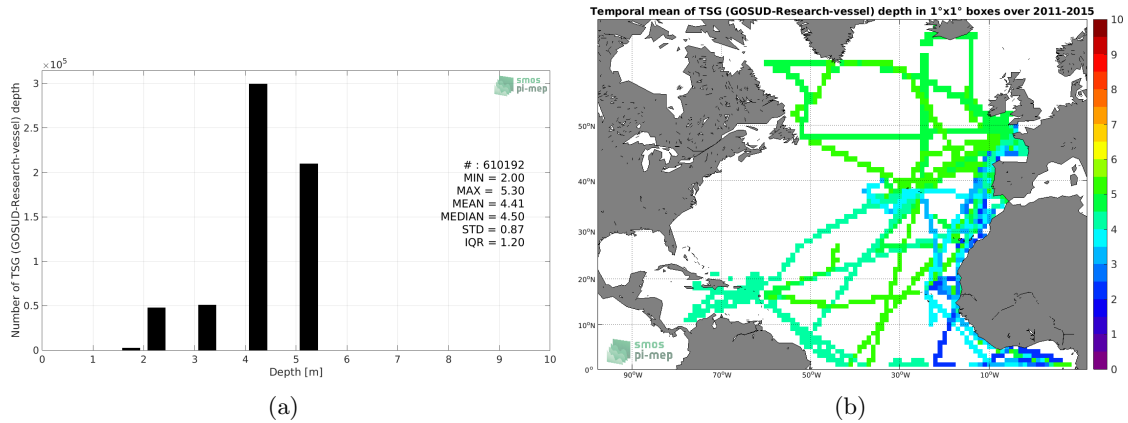 ×10⁵
3
2.5
2
1.5
1
0.5
0
Number of TSG (GOSUD-Research-vessel) depth
smos
pi-mep
# : 610192
MIN = 2.00
MAX = 5.30
MEAN = 4.41
MEDIAN = 4.50
STD = 0.87
IQR = 1.20
0 1 2 3 4 5 6 7 8 9 10
Depth [m]
(a)
Temporal mean of TSG (GOSUD-Research-vessel) depth in 1°x1° boxes over 2011-2015
50°N
40°N
30°N
20°N
10°N
0°
smos
pi-mep
90°W 70°W 50°W 30°W 10°W
10
9
8
7
6
5
4
3
2
1
0
(b)